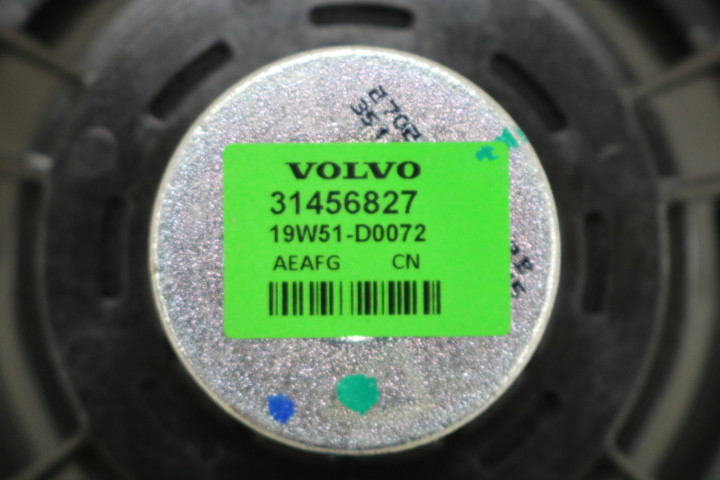 VOLVO
31456827
19W51-D0072
AEAFG CN